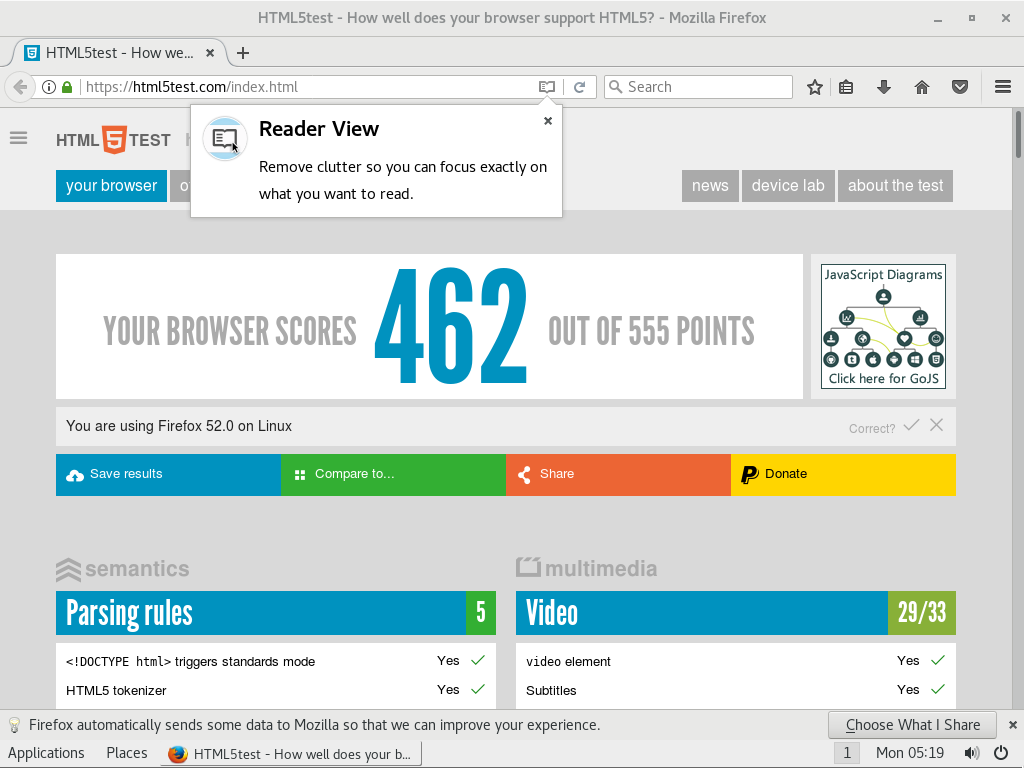 HTML5test - How well does your browser support HTML5? - Mozilla Firefox
HTML5test - How we...
https://html5test.com/index.html
Search
Reader View
Remove clutter so you can focus exactly on
what you want to read.
HTML 5 TEST
your browser
news
device lab
about the test
YOUR BROWSER SCORES 462 OUT OF 555 POINTS
JavaScript Diagrams
Click here for GoJS
You are using Firefox 52.0 on Linux
Correct?
Save results
Compare to...
Share
Donate
semantics
Parsing rules 5
<!DOCTYPE html> triggers standards mode Yes
HTML5 tokenizer Yes
multimedia
Video 29/33
video element Yes
Subtitles Yes
Firefox automatically sends some data to Mozilla so that we can improve your experience.
Choose What I Share
Applications
Places
HTML5test - How well does your b...
1
Mon 05:19